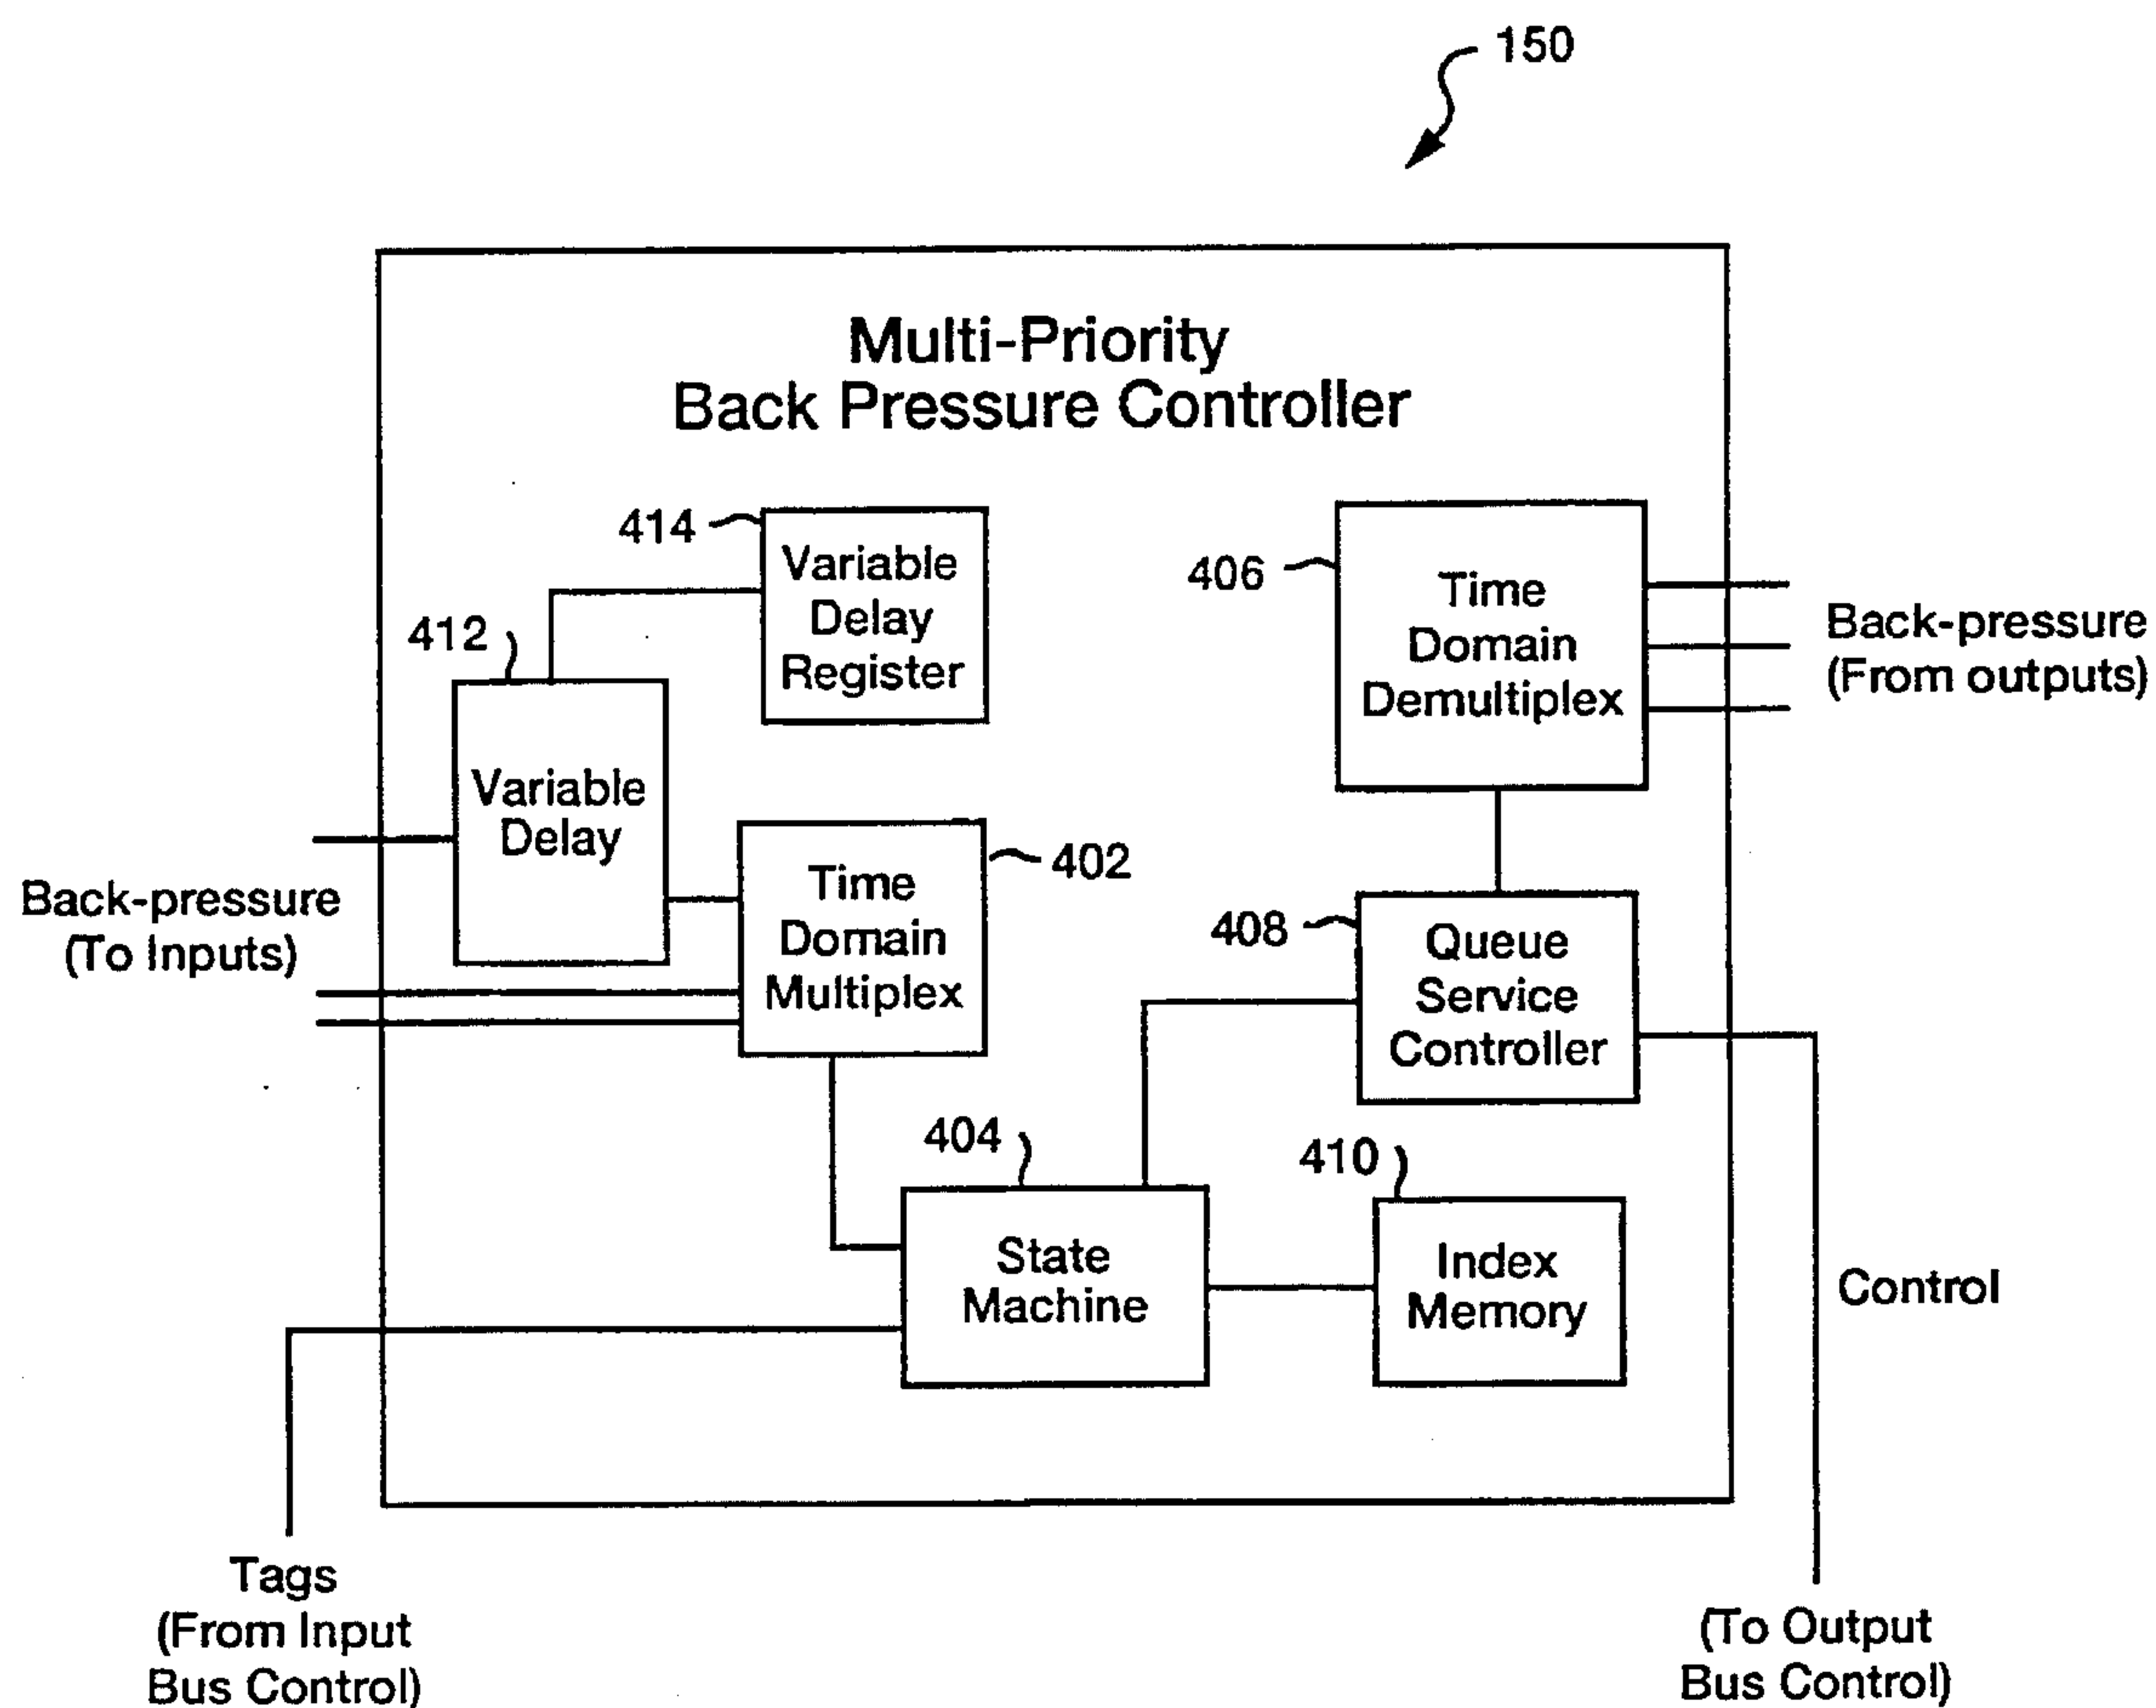 150
Multi-Priority
Back Pressure Controller
414
Variable
Delay
Register
406
Time
Domain
Demultiplex
Back-pressure
(From outputs)
412
Variable
Delay
402
Time
Domain
Multiplex
Back-pressure
(To Inputs)
408
Queue
Service
Controller
404
State
Machine
410
Index
Memory
Control
Tags
(From Input
Bus Control)
(To Output
Bus Control)